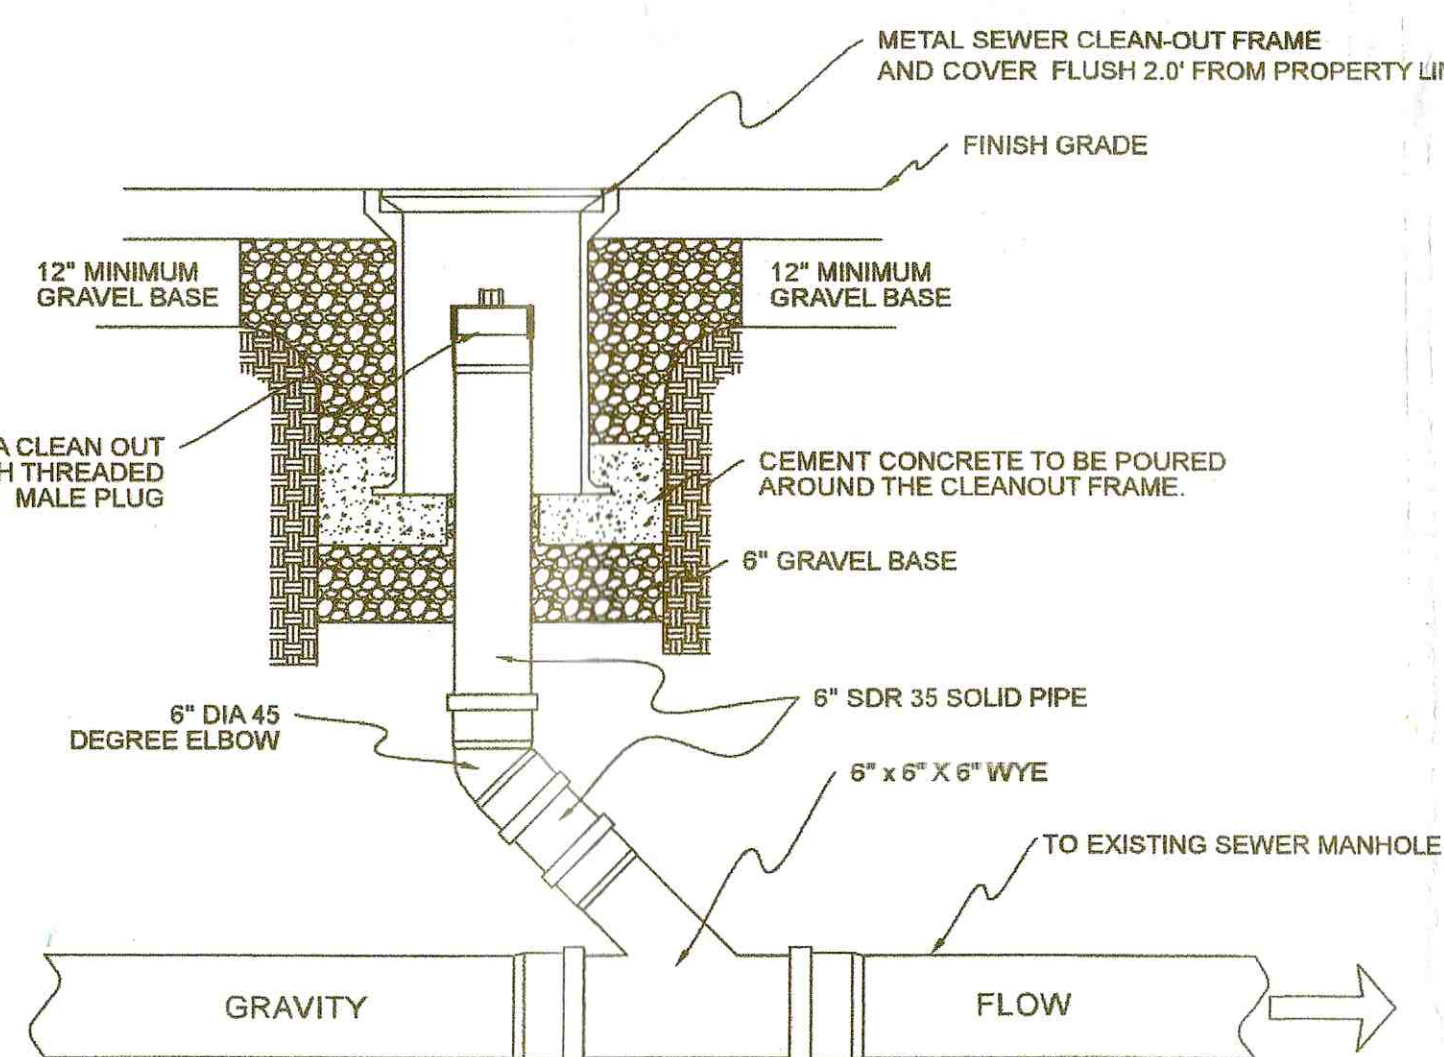 METAL SEWER CLEAN-OUT FRAME
AND COVER FLUSH 2.0' FROM PROPERTY
FINISH GRADE
12" MINIMUM
GRAVEL BASE
12" MINIMUM
GRAVEL BASE
A CLEAN OUT
H THREADED
MALE PLUG
CEMENT CONCRETE TO BE POURED
AROUND THE CLEANOUT FRAME.
6" GRAVEL BASE
6" SDR 35 SOLID PIPE
6" DIA 45
DEGREE ELBOW
6" x 6" X 6" WYE
TO EXISTING SEWER MANHOLE
GRAVITY
FLOW